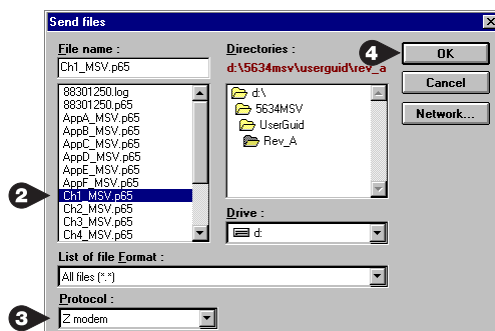 Send files
File name :
Ch1_MSV.p65
88301250.log
88301250.p65
AppA_MSV.p65
AppB_MSV.p65
AppC_MSV.p65
AppD_MSV.p65
AppE_MSV.p65
AppF_MSV.p65
Ch1_MSV.p65
Ch2_MSV.p65
Ch3_MSV.p65
Ch4_MSV.p65
2
Directories :
d:\5634msv\userguid\rev_a
d:\
5634MSV
UserGuid
Rev_A
Drive :
d:
4
OK
Cancel
Network...
List of file Format :
All files (*.*)
Protocol :
3
Z modem